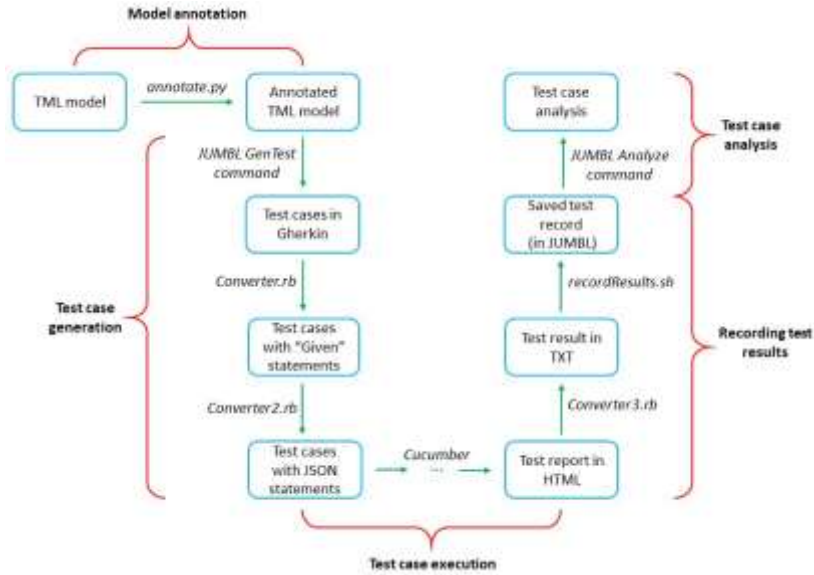 Model annotation
TML model
annotate.py
Annotated
TML model
JUMBL GenTest
command
Test cases in
Gherkin
Converter.rb
Test case
generation
Test cases
with "Given"
statements
Converter2.rb
Test cases
with JSON
statements
Cucumber
...
Test report in
HTML
Test case execution
Converter3.rb
Test result in
TXT
recordResults.sh
Recording test
results
Saved test
record
(in JUMBL)
JUMBL Analyze
command
Test case
analysis
Test case
analysis